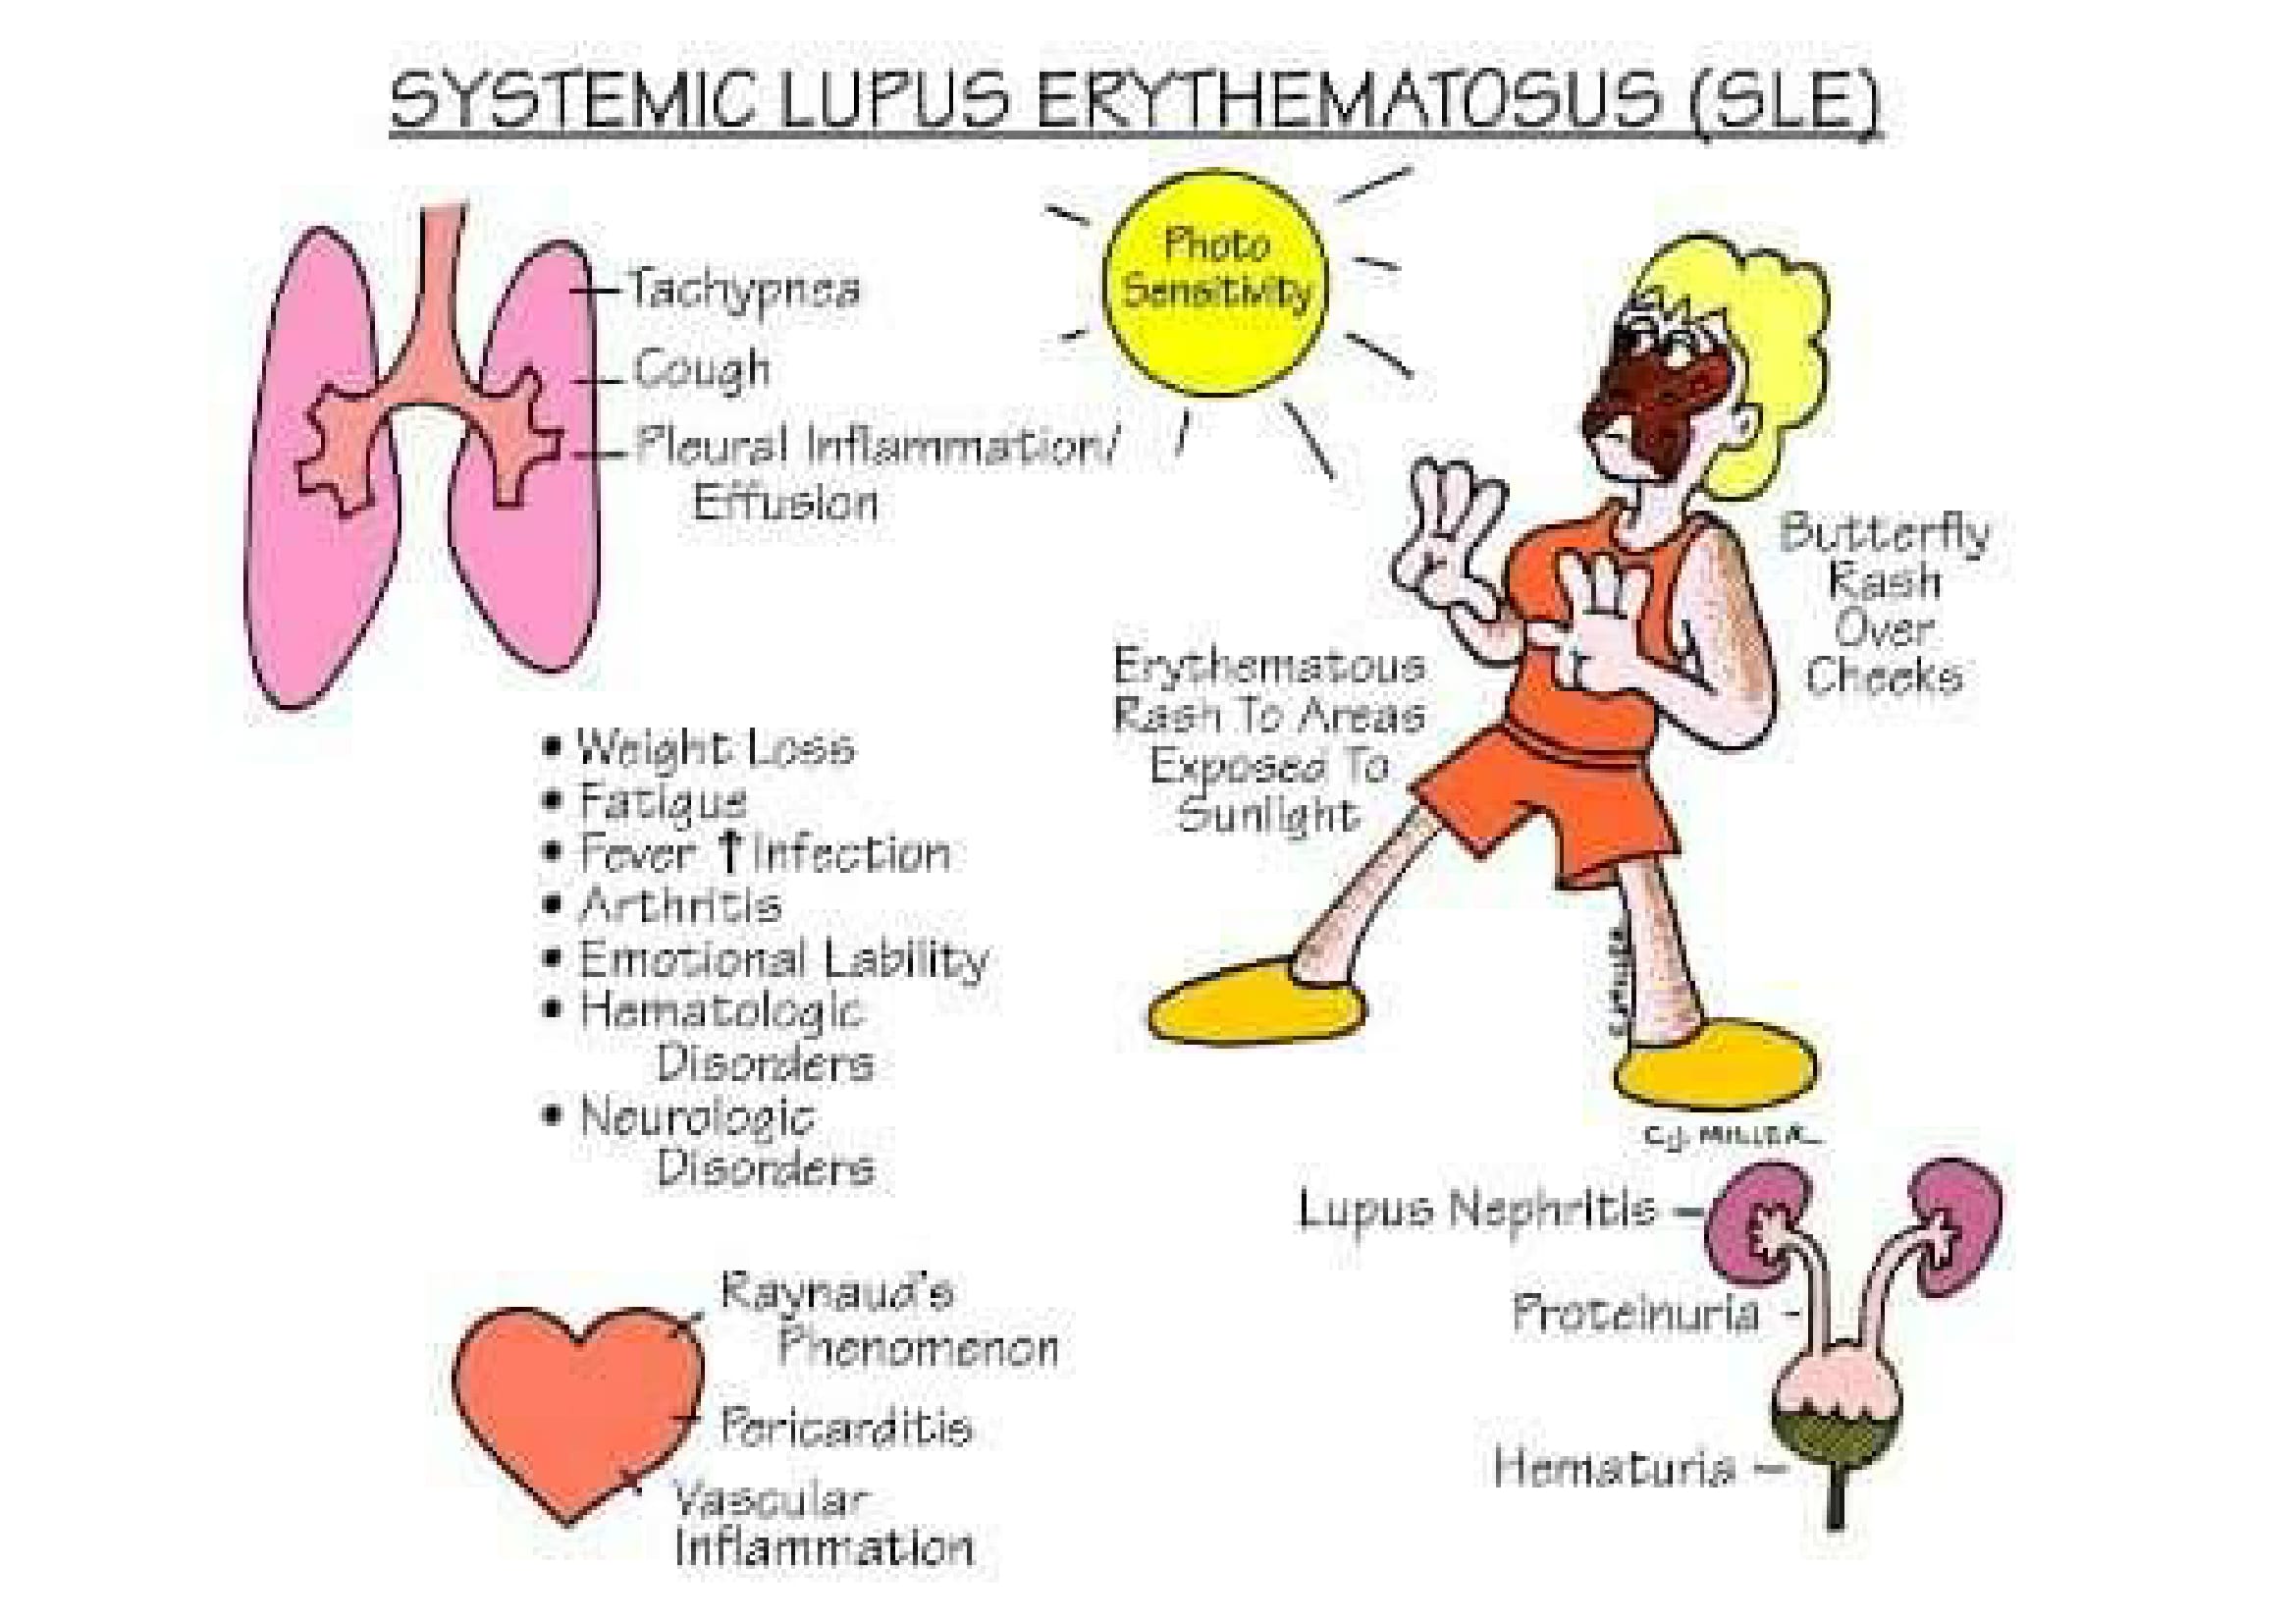 SYSTEMIC LUPUS ERYTHEMATOSUS (SLE)
Photo
Sensitivity
Tachypnea
Cough
Pleural Inflammation/
Effusion
Butterfly
Rash
Over
Cheeks
Erythematous
Rash To Areas
Exposed To
Sunlight
• Weight Loss
• Fatigue
• Fever ↑ Infection
• Arthritis
• Emotional Lability
• Hematologic
Disorders
• Neurologic
Disorders
C.J. MILLER
Lupus Nephritis
Proteinuria
Hematuria
Raynaud's
Phenomenon
Pericarditis
Vascular
Inflammation